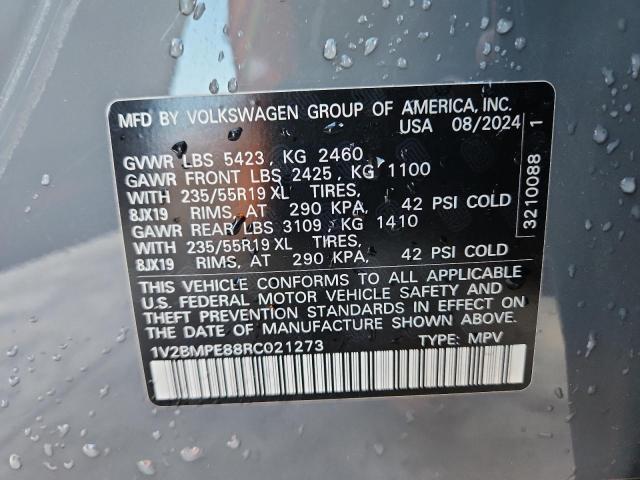 MFD BY VOLKSWAGEN GROUP OF AMERICA, INC.
USA 08/2024
GVWR LBS 5423, KG 2460
GAWR FRONT LBS 2425, KG 1100
WITH 235/55R19 XL TIRES,
8JX19 RIMS, AT 290 KPA, 42 PSI COLD
GAWR REAR LBS 3109, KG 1410
WITH 235/55R19 XL TIRES,
8JX19 RIMS, AT 290 KPA, 42 PSI COLD
THIS VEHICLE CONFORMS TO ALL APPLICABLE
U.S. FEDERAL MOTOR VEHICLE SAFETY AND
THEFT PREVENTION STANDARDS IN EFFECT ON
THE DATE OF MANUFACTURE SHOWN ABOVE.
1V2BMPE88RC021273 TYPE: MPV
3210088 1